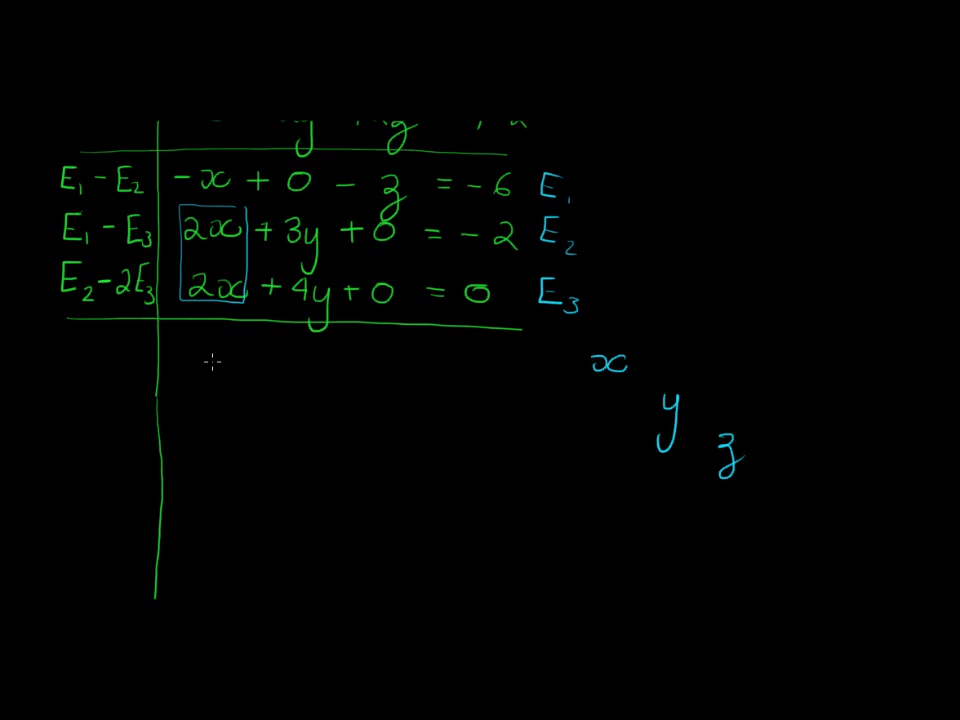 E₁ - E₂ -x + 0 - z = -6 E₁
E₁ - E₃ 2x + 3y + 0 = -2 E₂
E₂ - 2E₃ 2x + 4y + 0 = 0 E₃
x
y
z